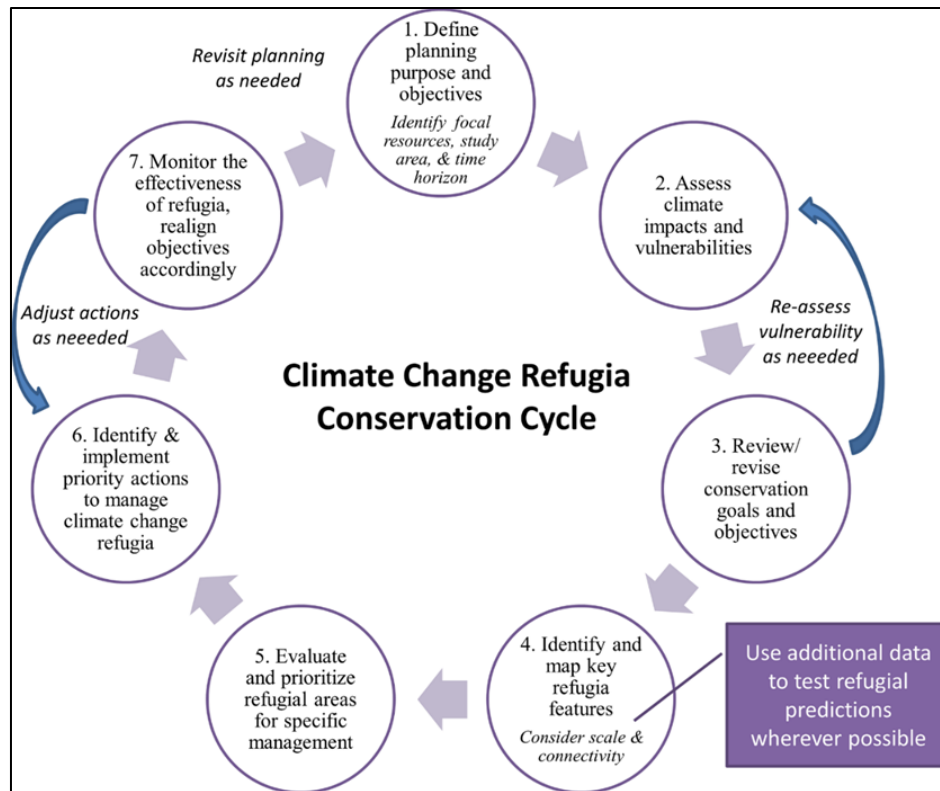 Revisit planning
as needed
1. Define
planning
purpose and
objectives
Identify focal
resources, study
area, & time
horizon
2. Assess
climate
impacts and
vulnerabilities
Re-assess
vulnerability
as neeeded
3. Review/
revise
conservation
goals and
objectives
4. Identify and
map key
refugia
features
Consider scale &
connectivity
Use additional data
to test refugial
predictions
wherever possible
5. Evaluate
and prioritize
refugial areas
for specific
management
6. Identify &
implement
priority actions
to manage
climate change
refugia
Adjust actions
as neeeded
7. Monitor the
effectiveness
of refugia,
realign
objectives
accordingly
Climate Change Refugia
Conservation Cycle